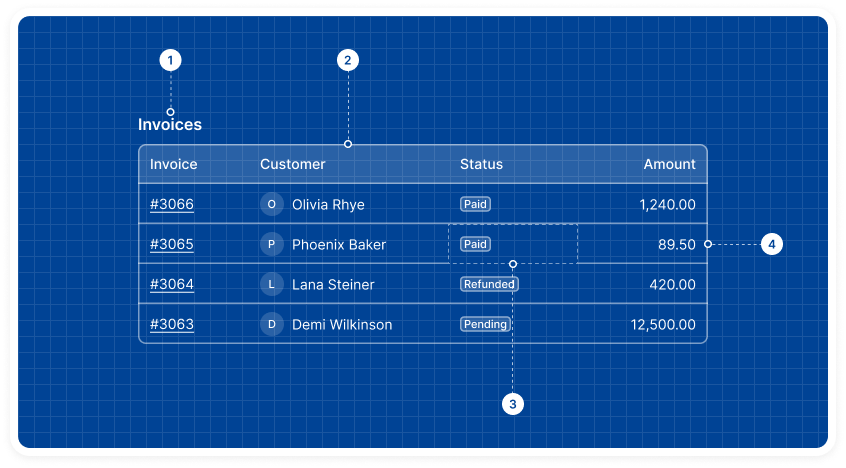 1 2
Invoices
Invoice Customer Status Amount
#3066 O Olivia Rhye Paid 1,240.00
#3065 P Phoenix Baker Paid 89.50 4
#3064 L Lana Steiner Refunded 420.00
#3063 D Demi Wilkinson Pending 12,500.00
3